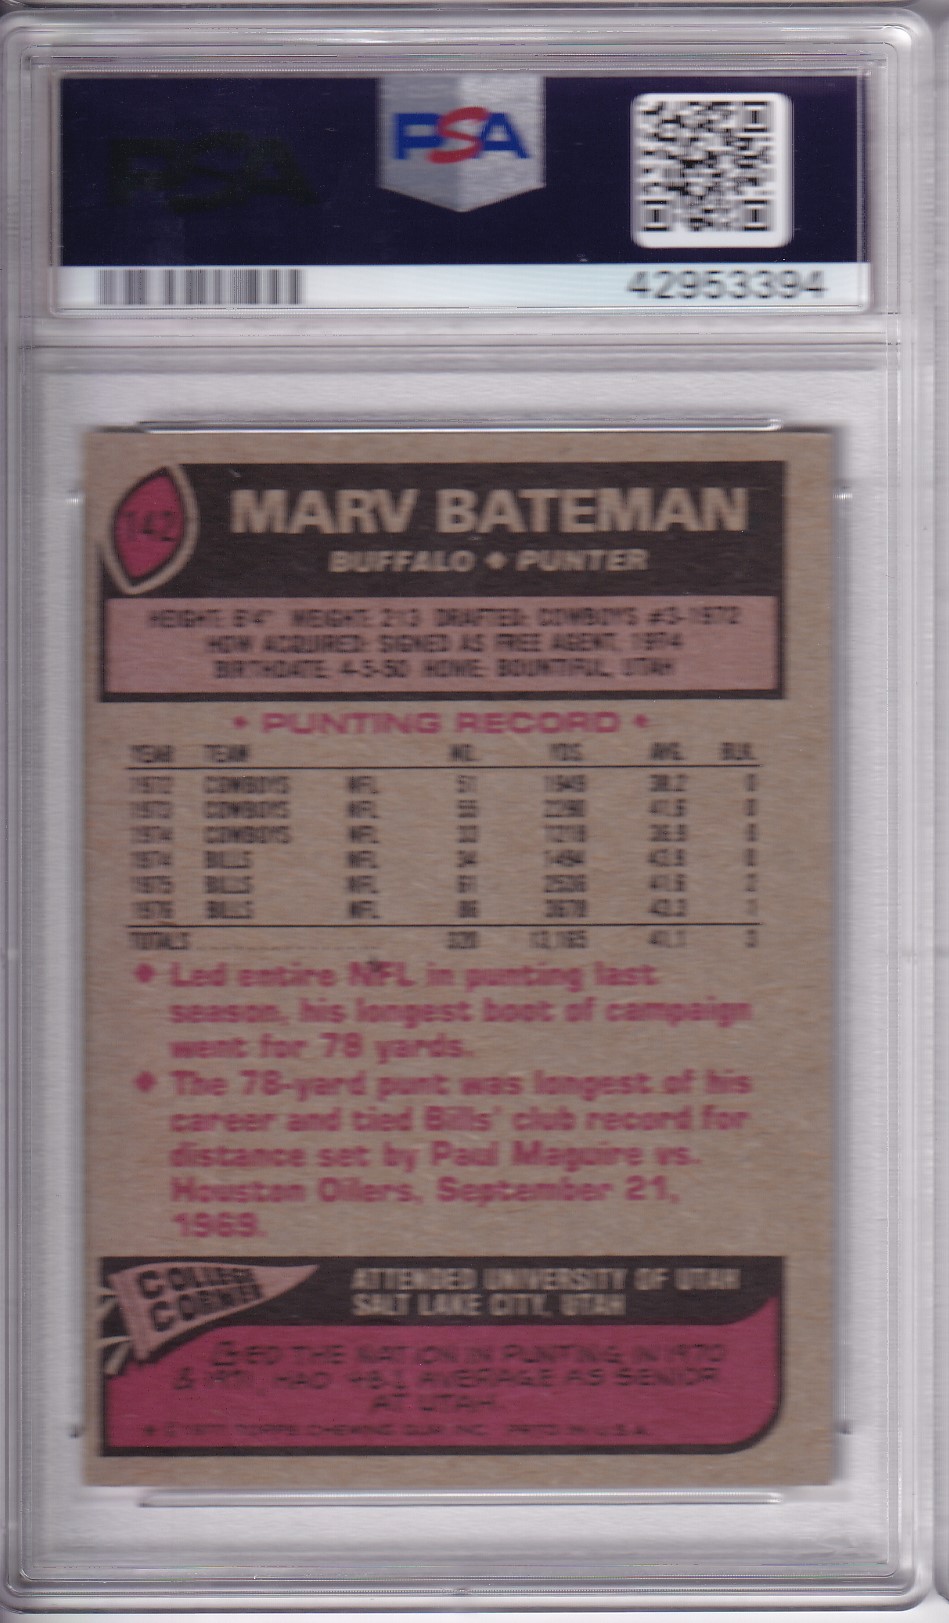 PSA
PSA
42953394
142
MARV BATEMAN
BUFFALO ♦ PUNTER
HEIGHT: 6'4" WEIGHT: 213 DRAFTED: COWBOYS #3-1972
HOW ACQUIRED: SIGNED AS FREE AGENT, 1974
BIRTHDATE: 4-5-50 HOME: BOUNTIFUL, UTAH
• PUNTING RECORD •
YEAR TEAM NO. YDS. AVG. BLK.
1972 COWBOYS NFL 51 1949 38.2 0
1973 COWBOYS NFL 55 2290 41.6 0
1974 COWBOYS NFL 33 36.9 0
1974 BILLS NFL 34 1494 43.9 0
1975 BILLS NFL 61 2536 41.6 2
1976 BILLS NFL 86 3678 1
TOTALS 320 13,165 41.1 3
♦ Led entire NFL in punting last
season, his longest boot of campaign
went for 78 yards.
♦ The 78-yard punt was longest of his
career and tied Bills' club record for
distance set by Paul Maguire vs.
Houston Oilers, September 21,
1969.
COLLEGE
CORNER
ATTENDED UNIVERSITY OF UTAH
SALT LAKE CITY, UTAH
LED THE NATION IN PUNTING IN 1970
& 1971, HAD 48.1 AVERAGE AS SENIOR
AT UTAH.
* © 1977 TOPPS CHEWING GUM, INC. PRTD. IN U.S.A.